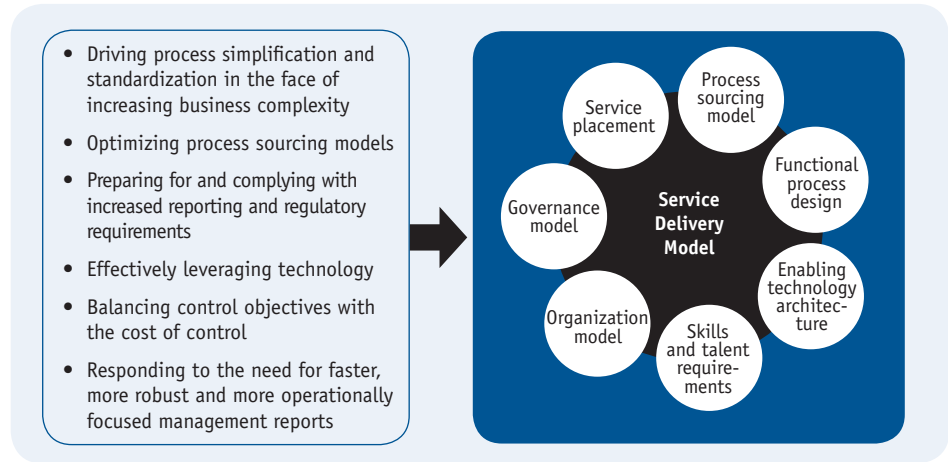 • Driving process simplification and
standardization in the face of
increasing business complexity
• Optimizing process sourcing models
• Preparing for and complying with
increased reporting and regulatory
requirements
• Effectively leveraging technology
• Balancing control objectives with
the cost of control
• Responding to the need for faster,
more robust and more operationally
focused management reports
Service
Delivery
Model
Process
sourcing
model
Functional
process
design
Enabling
technology
architec-
ture
Skills
and talent
require-
ments
Organization
model
Governance
model
Service
placement